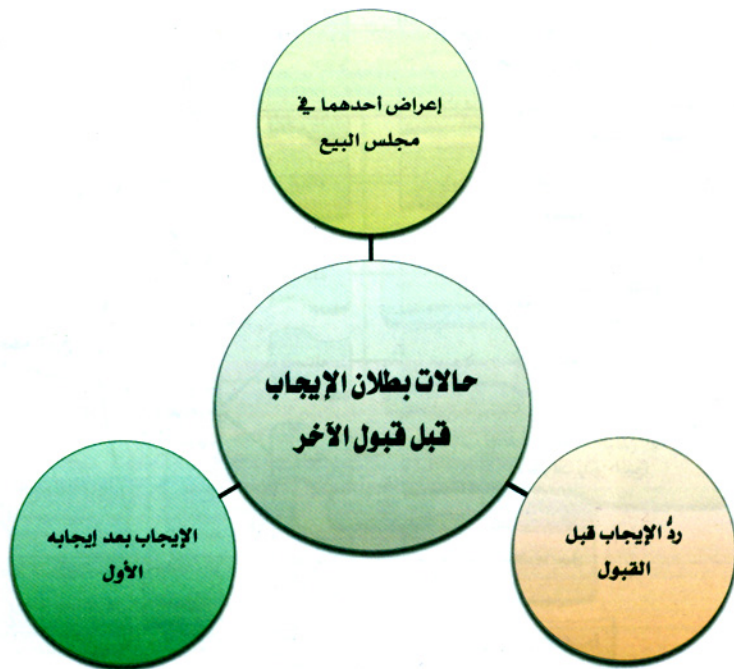 إعراض أحدهما في
مجلس البيع
حالات بطلان الإيجاب
قبل قبول الآخر
ردُّ الإيجاب قبل
القبول
الإيجاب بعد إيجابه
الأول